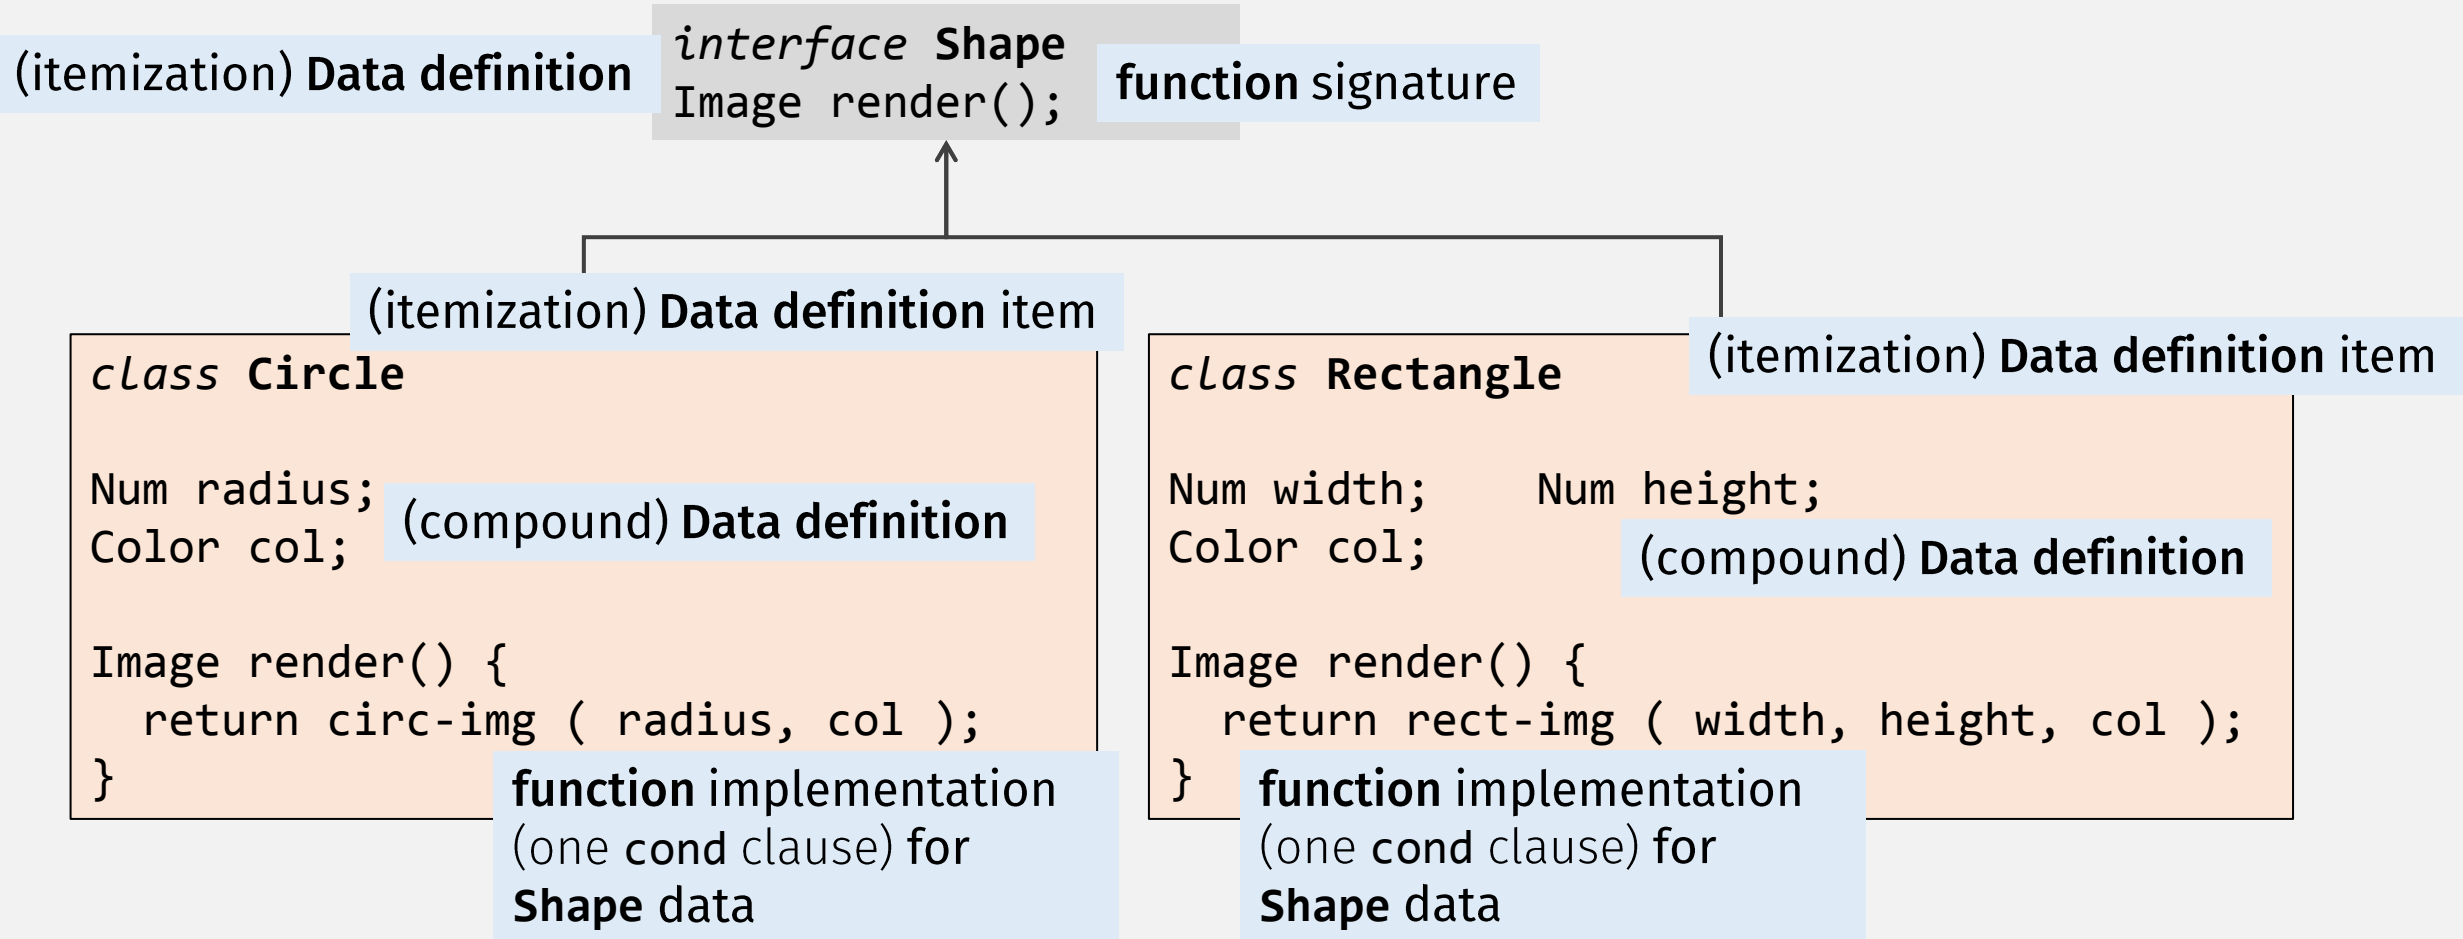 (itemization) Data definition
interface Shape
Image render();
function signature
(itemization) Data definition item
class Circle
Num radius;
Color col;
(compound) Data definition
Image render() {
return circ-img ( radius, col );
}
function implementation
(one cond clause) for
Shape data
(itemization) Data definition item
class Rectangle
Num width; Num height;
Color col;
(compound) Data definition
Image render() {
return rect-img ( width, height, col );
}
function implementation
(one cond clause) for
Shape data